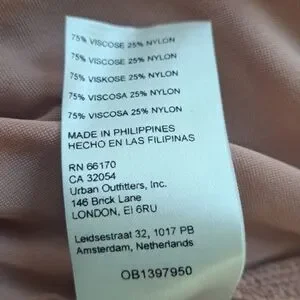 75% VISCOSE 25% NYLON
75% VISCOSE 25% NYLON
75% VISKOSE 25% NYLON
75% VISCOSA 25% NYLON
75% VISCOSA 25% NYLON
MADE IN PHILIPPINES
HECHO EN LAS FILIPINAS
RN 66170
CA 32054
Urban Outfitters, Inc.
146 Brick Lane
LONDON, EI 6RU
Leidsestraat 32, 1017 PB
Amsterdam, Netherlands
OB1397950